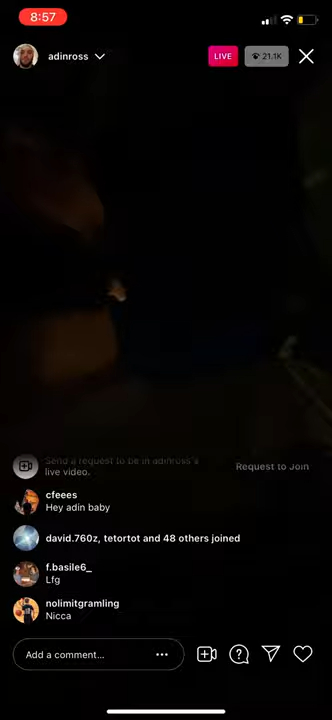 8:57
adinross
LIVE
21.1K
Send a request to be in adinross's
live video.
Request to Join
cfeees
Hey adin baby
david.760z, tetortot and 48 others joined
f.basile6_
Lfg
nolimitgramling
Nicca
Add a comment...